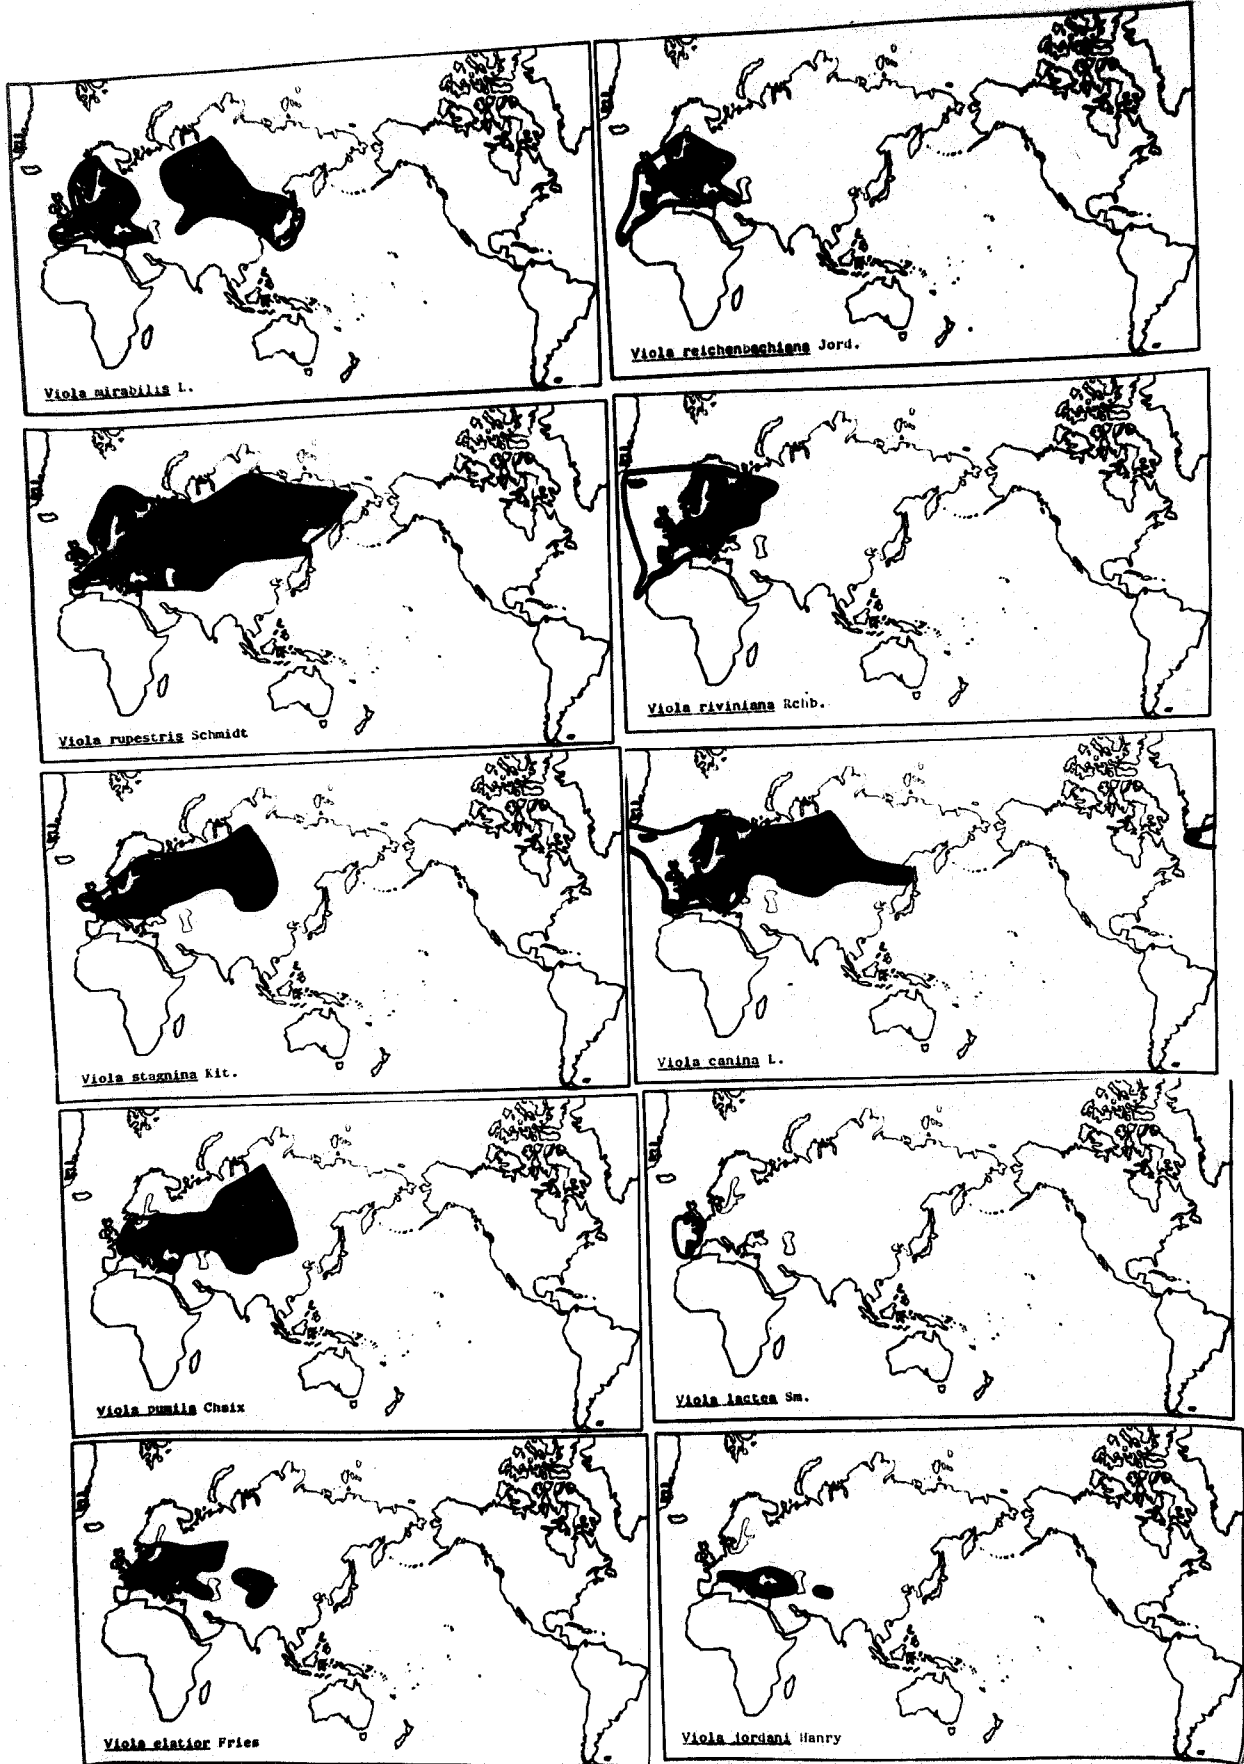 Viola mirabilis L.
Viola reichenbachiana Jord.
Viola rupestris Schmidt
Viola riviniana Rchb.
Viola stagnina Kit.
Viola canina L.
Viola pumila Chaix
Viola lactea Sm.
Viola elatior Fries
Viola jordani Hanry